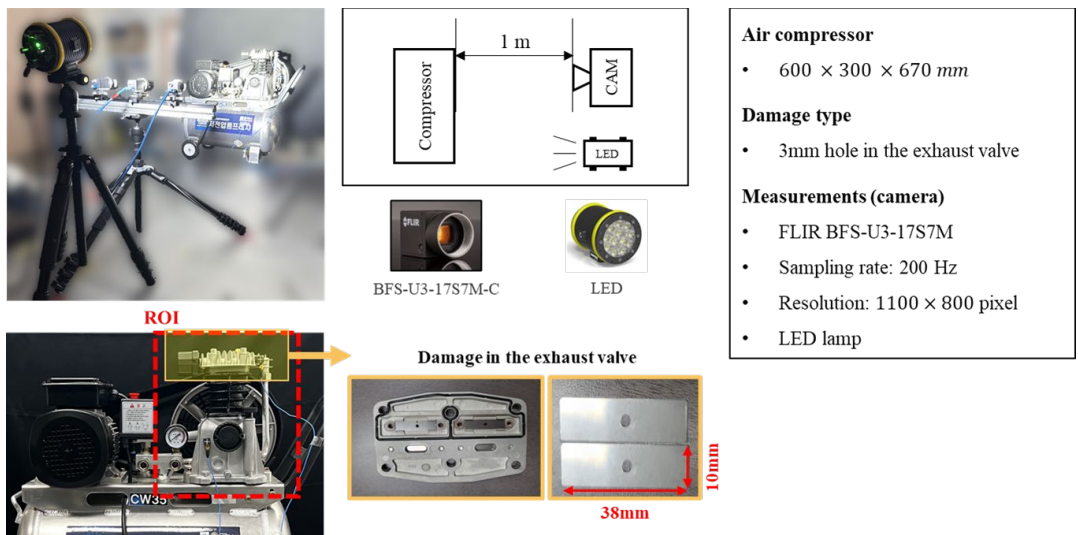 1 m
Compressor
CAM
LED
FLIR
BFS-U3-17S7M-C
LED
ROI
CW35
Damage in the exhaust valve
10mm
38mm
Air compressor
• 600 × 300 × 670 mm
Damage type
• 3mm hole in the exhaust valve
Measurements (camera)
• FLIR BFS-U3-17S7M
• Sampling rate: 200 Hz
• Resolution: 1100 × 800 pixel
• LED lamp